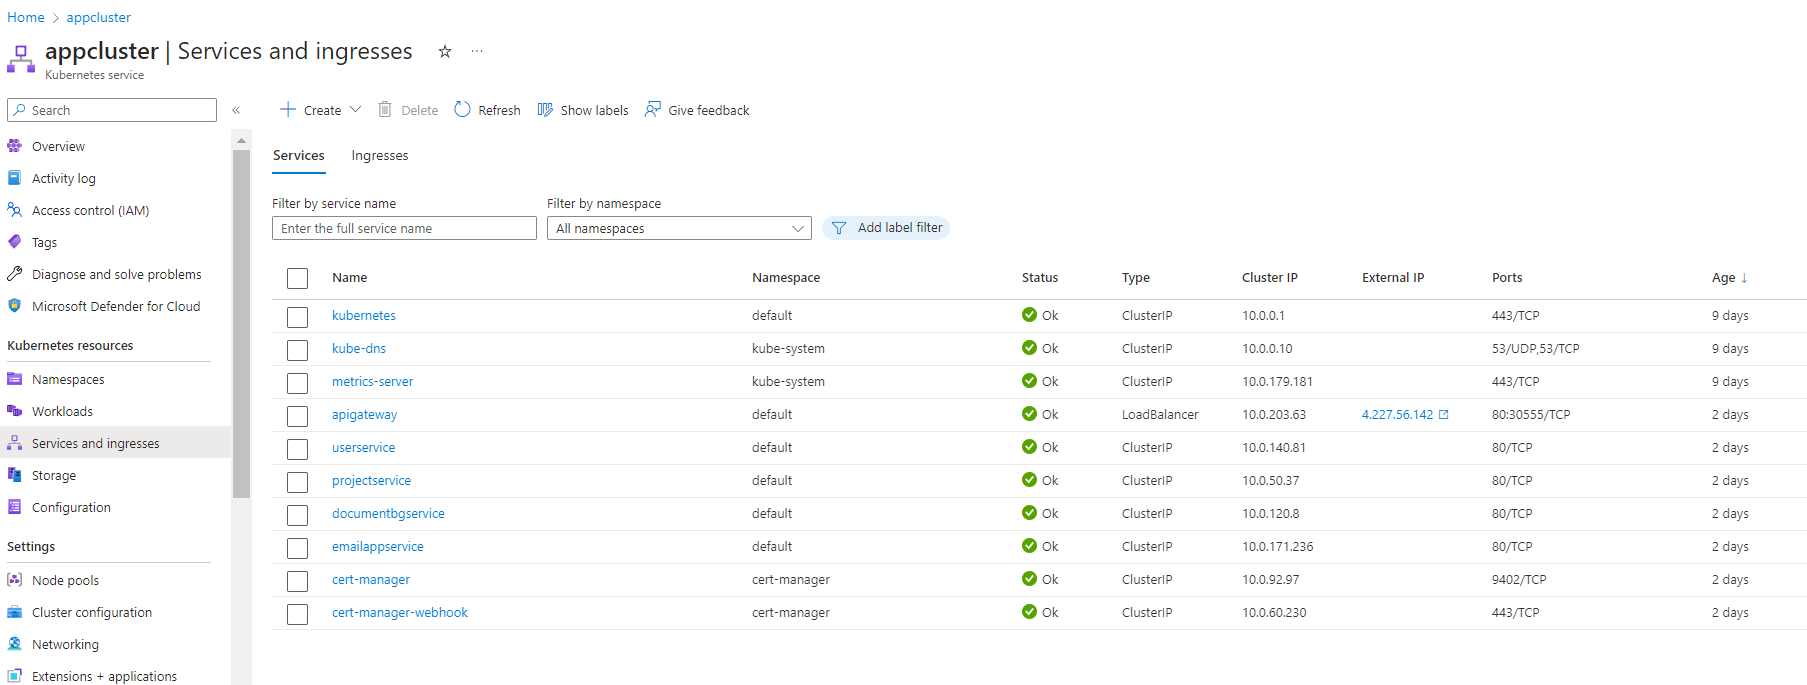 Home > appcluster
appcluster | Services and ingresses ...
Kubernetes service
Search
«
Create Delete Refresh Show labels Give feedback
Overview
Activity log
Access control (IAM)
Tags
Diagnose and solve problems
Microsoft Defender for Cloud
Kubernetes resources
Namespaces
Workloads
Services and ingresses
Storage
Configuration
Settings
Node pools
Cluster configuration
Networking
Extensions + applications
Services Ingresses
Filter by service name Filter by namespace
Enter the full service name All namespaces Add label filter
Name Namespace Status Type Cluster IP External IP Ports Age ↓
kubernetes default Ok ClusterIP 10.0.0.1 443/TCP 9 days
kube-dns kube-system Ok ClusterIP 10.0.0.10 53/UDP,53/TCP 9 days
metrics-server kube-system Ok ClusterIP 10.0.179.181 443/TCP 9 days
apigateway default Ok LoadBalancer 10.0.203.63 4.227.56.142 80:30555/TCP 2 days
userservice default Ok ClusterIP 10.0.140.81 80/TCP 2 days
projectservice default Ok ClusterIP 10.0.50.37 80/TCP 2 days
documentbgservice default Ok ClusterIP 10.0.120.8 80/TCP 2 days
emailappservice default Ok ClusterIP 10.0.171.236 80/TCP 2 days
cert-manager cert-manager Ok ClusterIP 10.0.92.97 9402/TCP 2 days
cert-manager-webhook cert-manager Ok ClusterIP 10.0.60.230 443/TCP 2 days